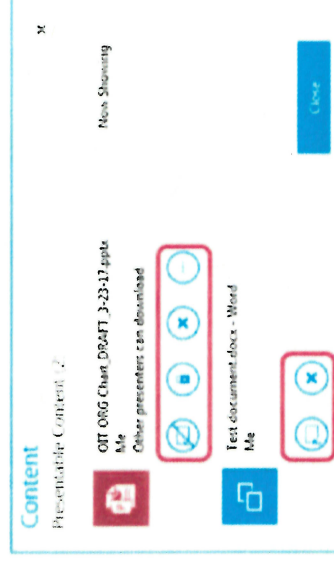 Content
Presentable Content
OIT ORG Chart_DRAFT_3-23-17.pptx
Now Showing
Me
Other presenters can download
Test document.docx - Word
Me
Close